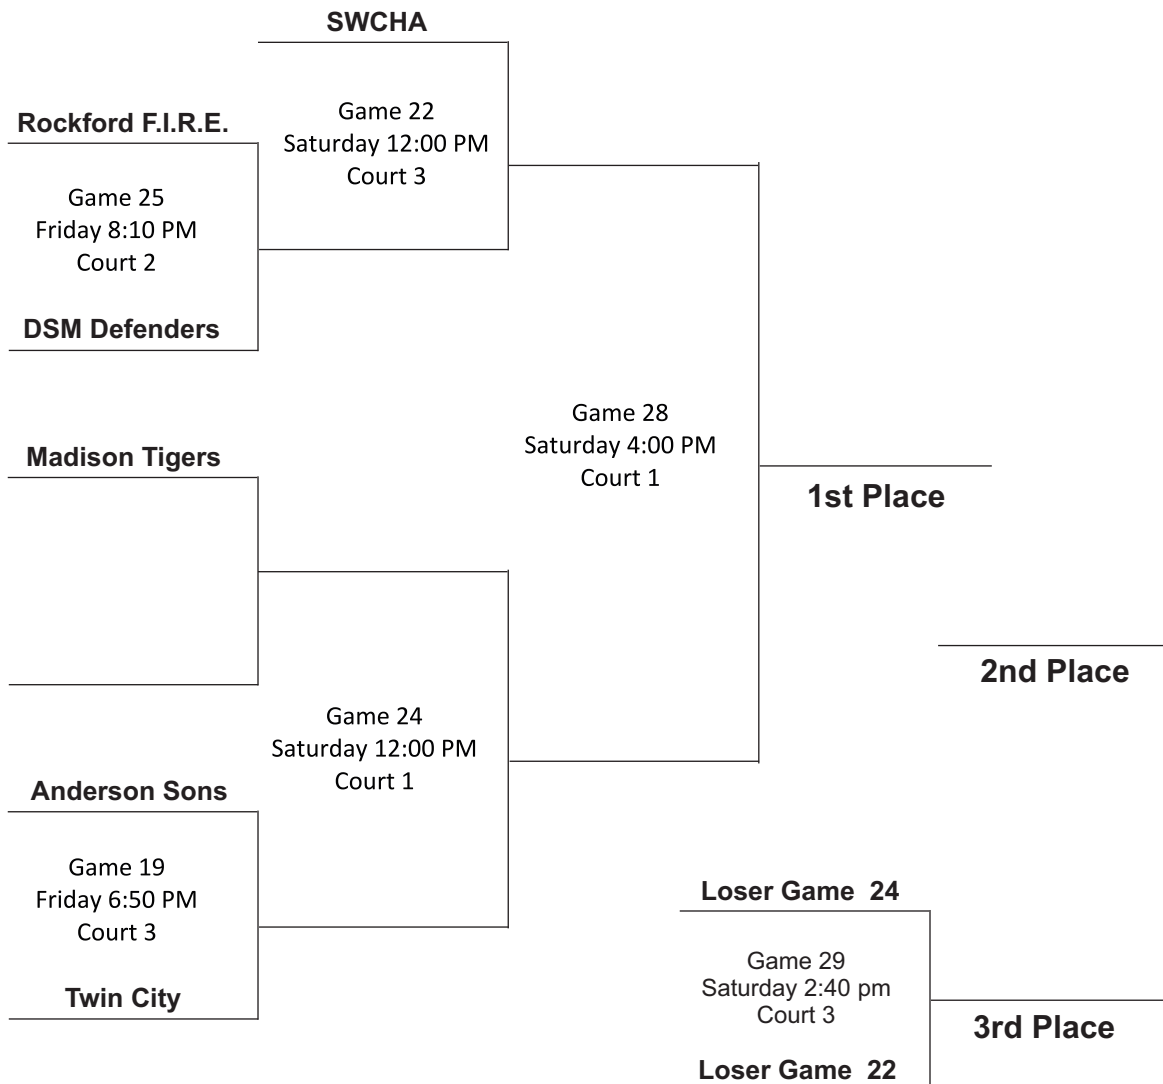 SWCHA
Game 22
Saturday 12:00 PM
Court 3
Rockford F.I.R.E.
Game 25
Friday 8:10 PM
Court 2
DSM Defenders
Game 28
Saturday 4:00 PM
Court 1
Madison Tigers
1st Place
2nd Place
Game 24
Saturday 12:00 PM
Court 1
Anderson Sons
Game 19
Friday 6:50 PM
Court 3
Twin City
Loser Game 24
Game 29
Saturday 2:40 pm
Court 3
3rd Place
Loser Game 22